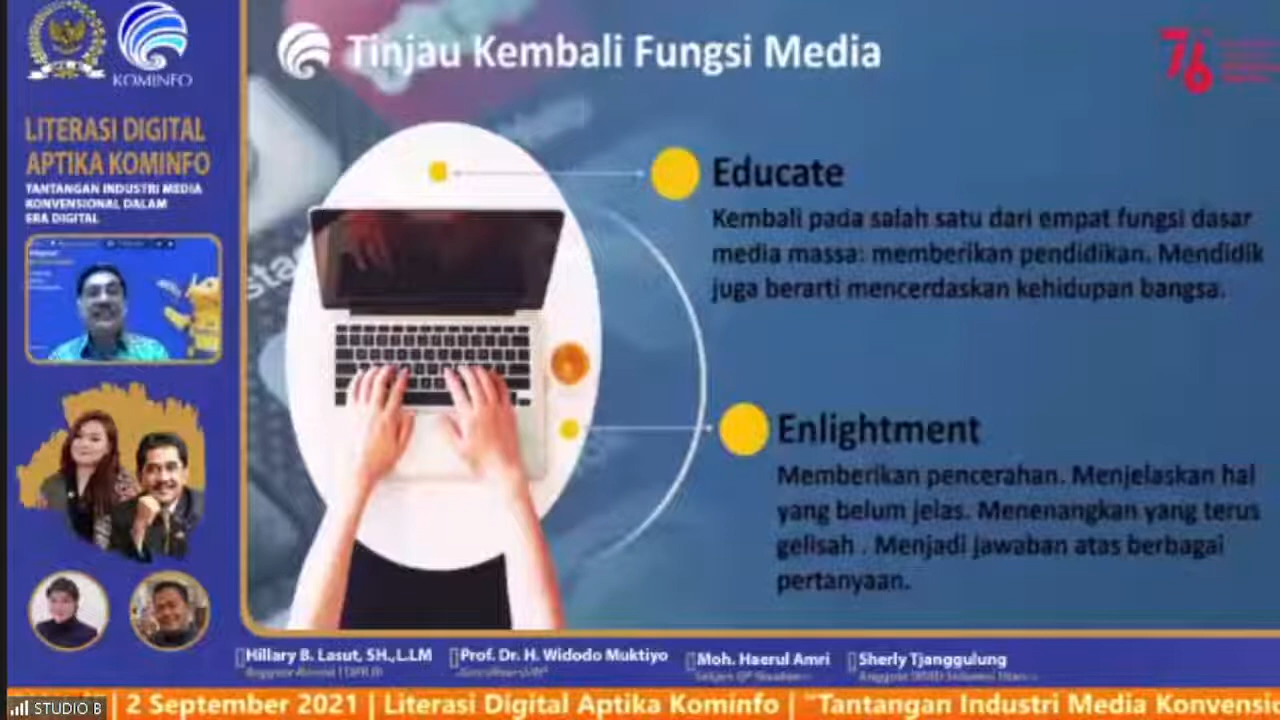 KOMINFO
LITERASI DIGITAL
APTIKA KOMINFO
TANTANGAN INDUSTRI MEDIA
KONVENSIONAL DALAM
ERA DIGITAL
Tinjau Kembali Fungsi Media
76
Educate
Kembali pada salah satu dari empat fungsi dasar
media massa: memberikan pendidikan. Mendidik
juga berarti mencerdaskan kehidupan bangsa.
Enlightment
Memberikan pencerahan. Menjelaskan hal
yang belum jelas. Menenangkan yang terus
gelisah . Menjadi jawaban atas berbagai
pertanyaan.
Hillary B. Lasut, SH.,L.LM
Prof. Dr. H. Widodo Muktiyo
Moh. Haerul Amri
Sherly Tjanggulung
STUDIO B
| 2 September 2021 | Literasi Digital Aptika Kominfo | "Tantangan Industri Media Konvensio